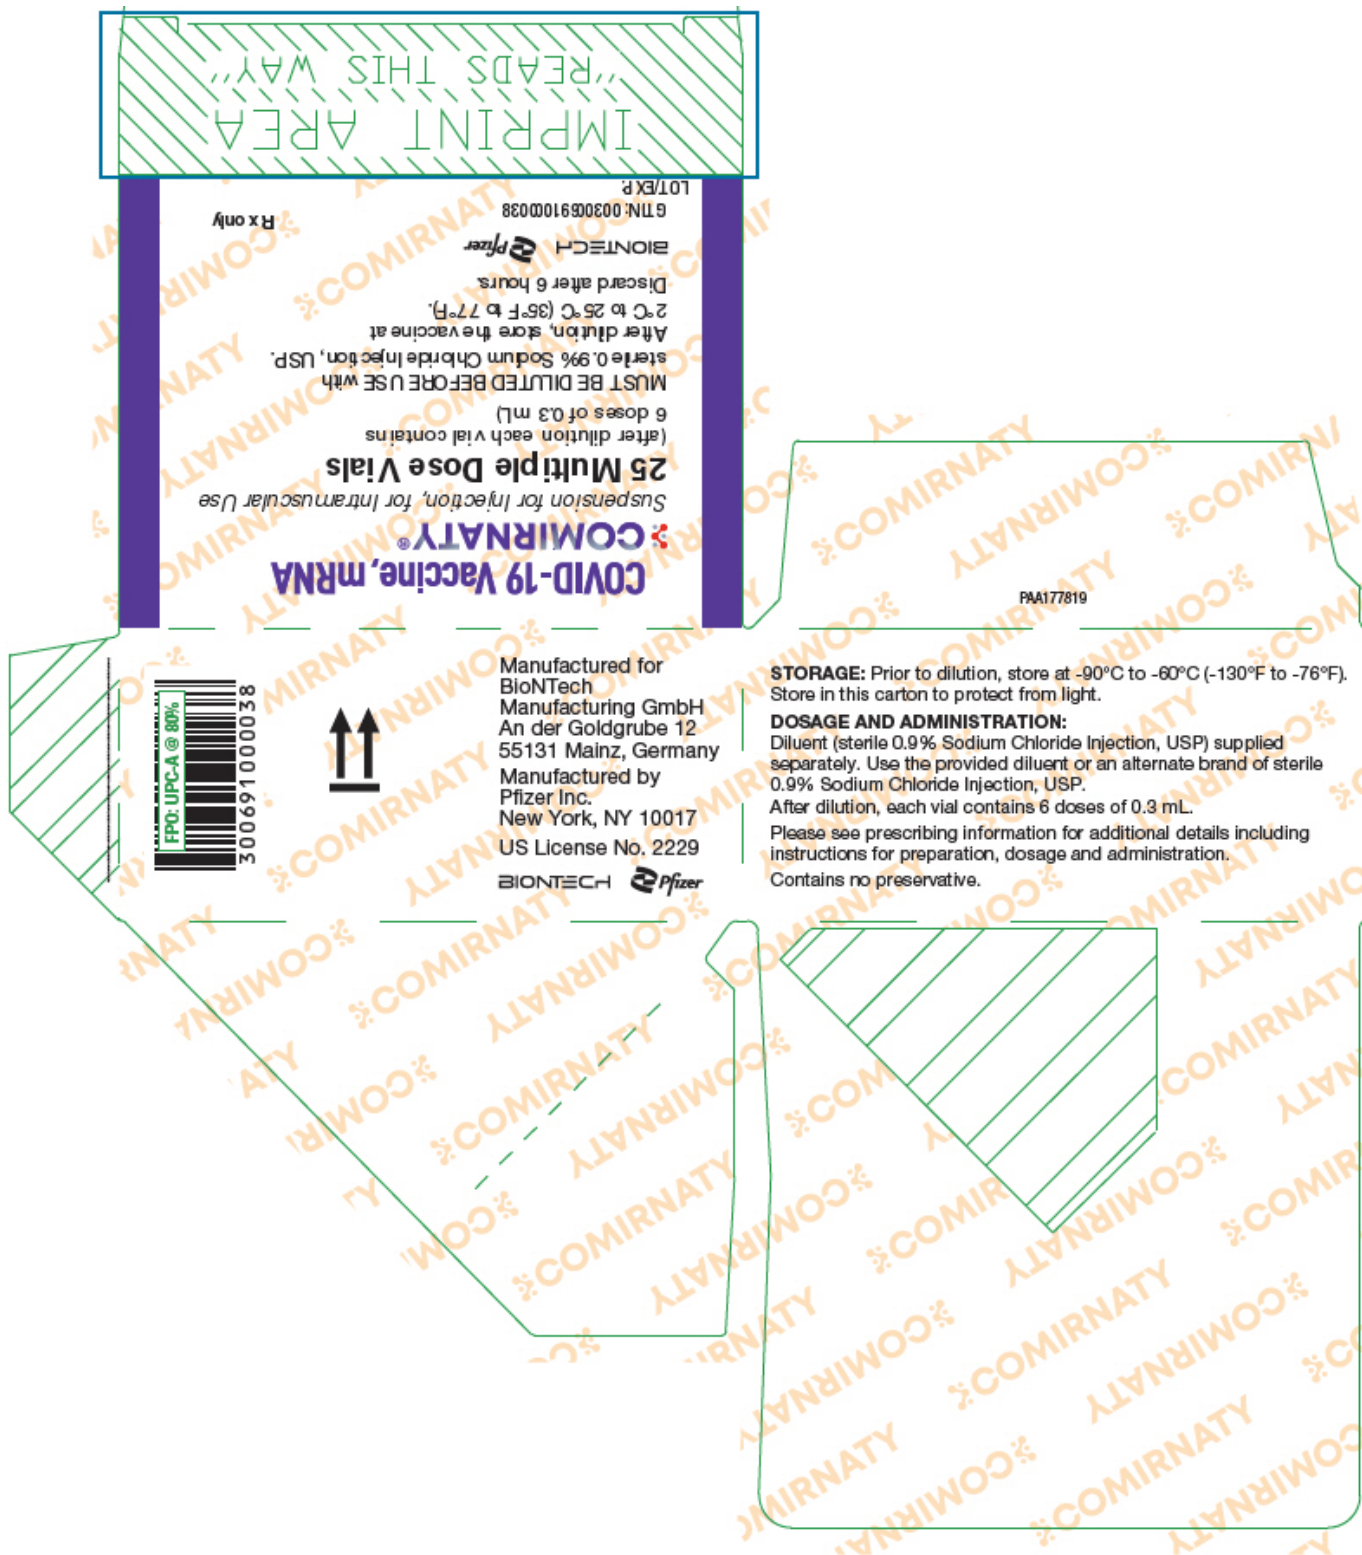 IMPRINT AREA
"READS THIS WAY"
COVID-19 Vaccine, mRNA
COMIRNATY®
Suspension for Injection, for Intramuscular Use
25 Multiple Dose Vials
(after dilution each vial contains
6 doses of 0.3 mL)
MUST BE DILUTED BEFORE USE with
sterile 0.9% Sodium Chloride Injection, USP.
After dilution, store the vaccine at
2°C to 25°C (35°F to 77°F).
Discard after 6 hours.
BIONTECH Pfizer
Rx only
GTIN: 00300691000038
LOT/EXP.
PAA177819
FPO: UPC-A @ 80%
300691000038
Manufactured for
BioNTech
Manufacturing GmbH
An der Goldgrube 12
55131 Mainz, Germany
Manufactured by
Pfizer Inc.
New York, NY 10017
US License No. 2229
BIONTECH Pfizer
STORAGE: Prior to dilution, store at -90°C to -60°C (-130°F to -76°F).
Store in this carton to protect from light.
DOSAGE AND ADMINISTRATION:
Diluent (sterile 0.9% Sodium Chloride Injection, USP) supplied
separately. Use the provided diluent or an alternate brand of sterile
0.9% Sodium Chloride Injection, USP.
After dilution, each vial contains 6 doses of 0.3 mL.
Please see prescribing information for additional details including
instructions for preparation, dosage and administration.
Contains no preservative.
COMIRNATY